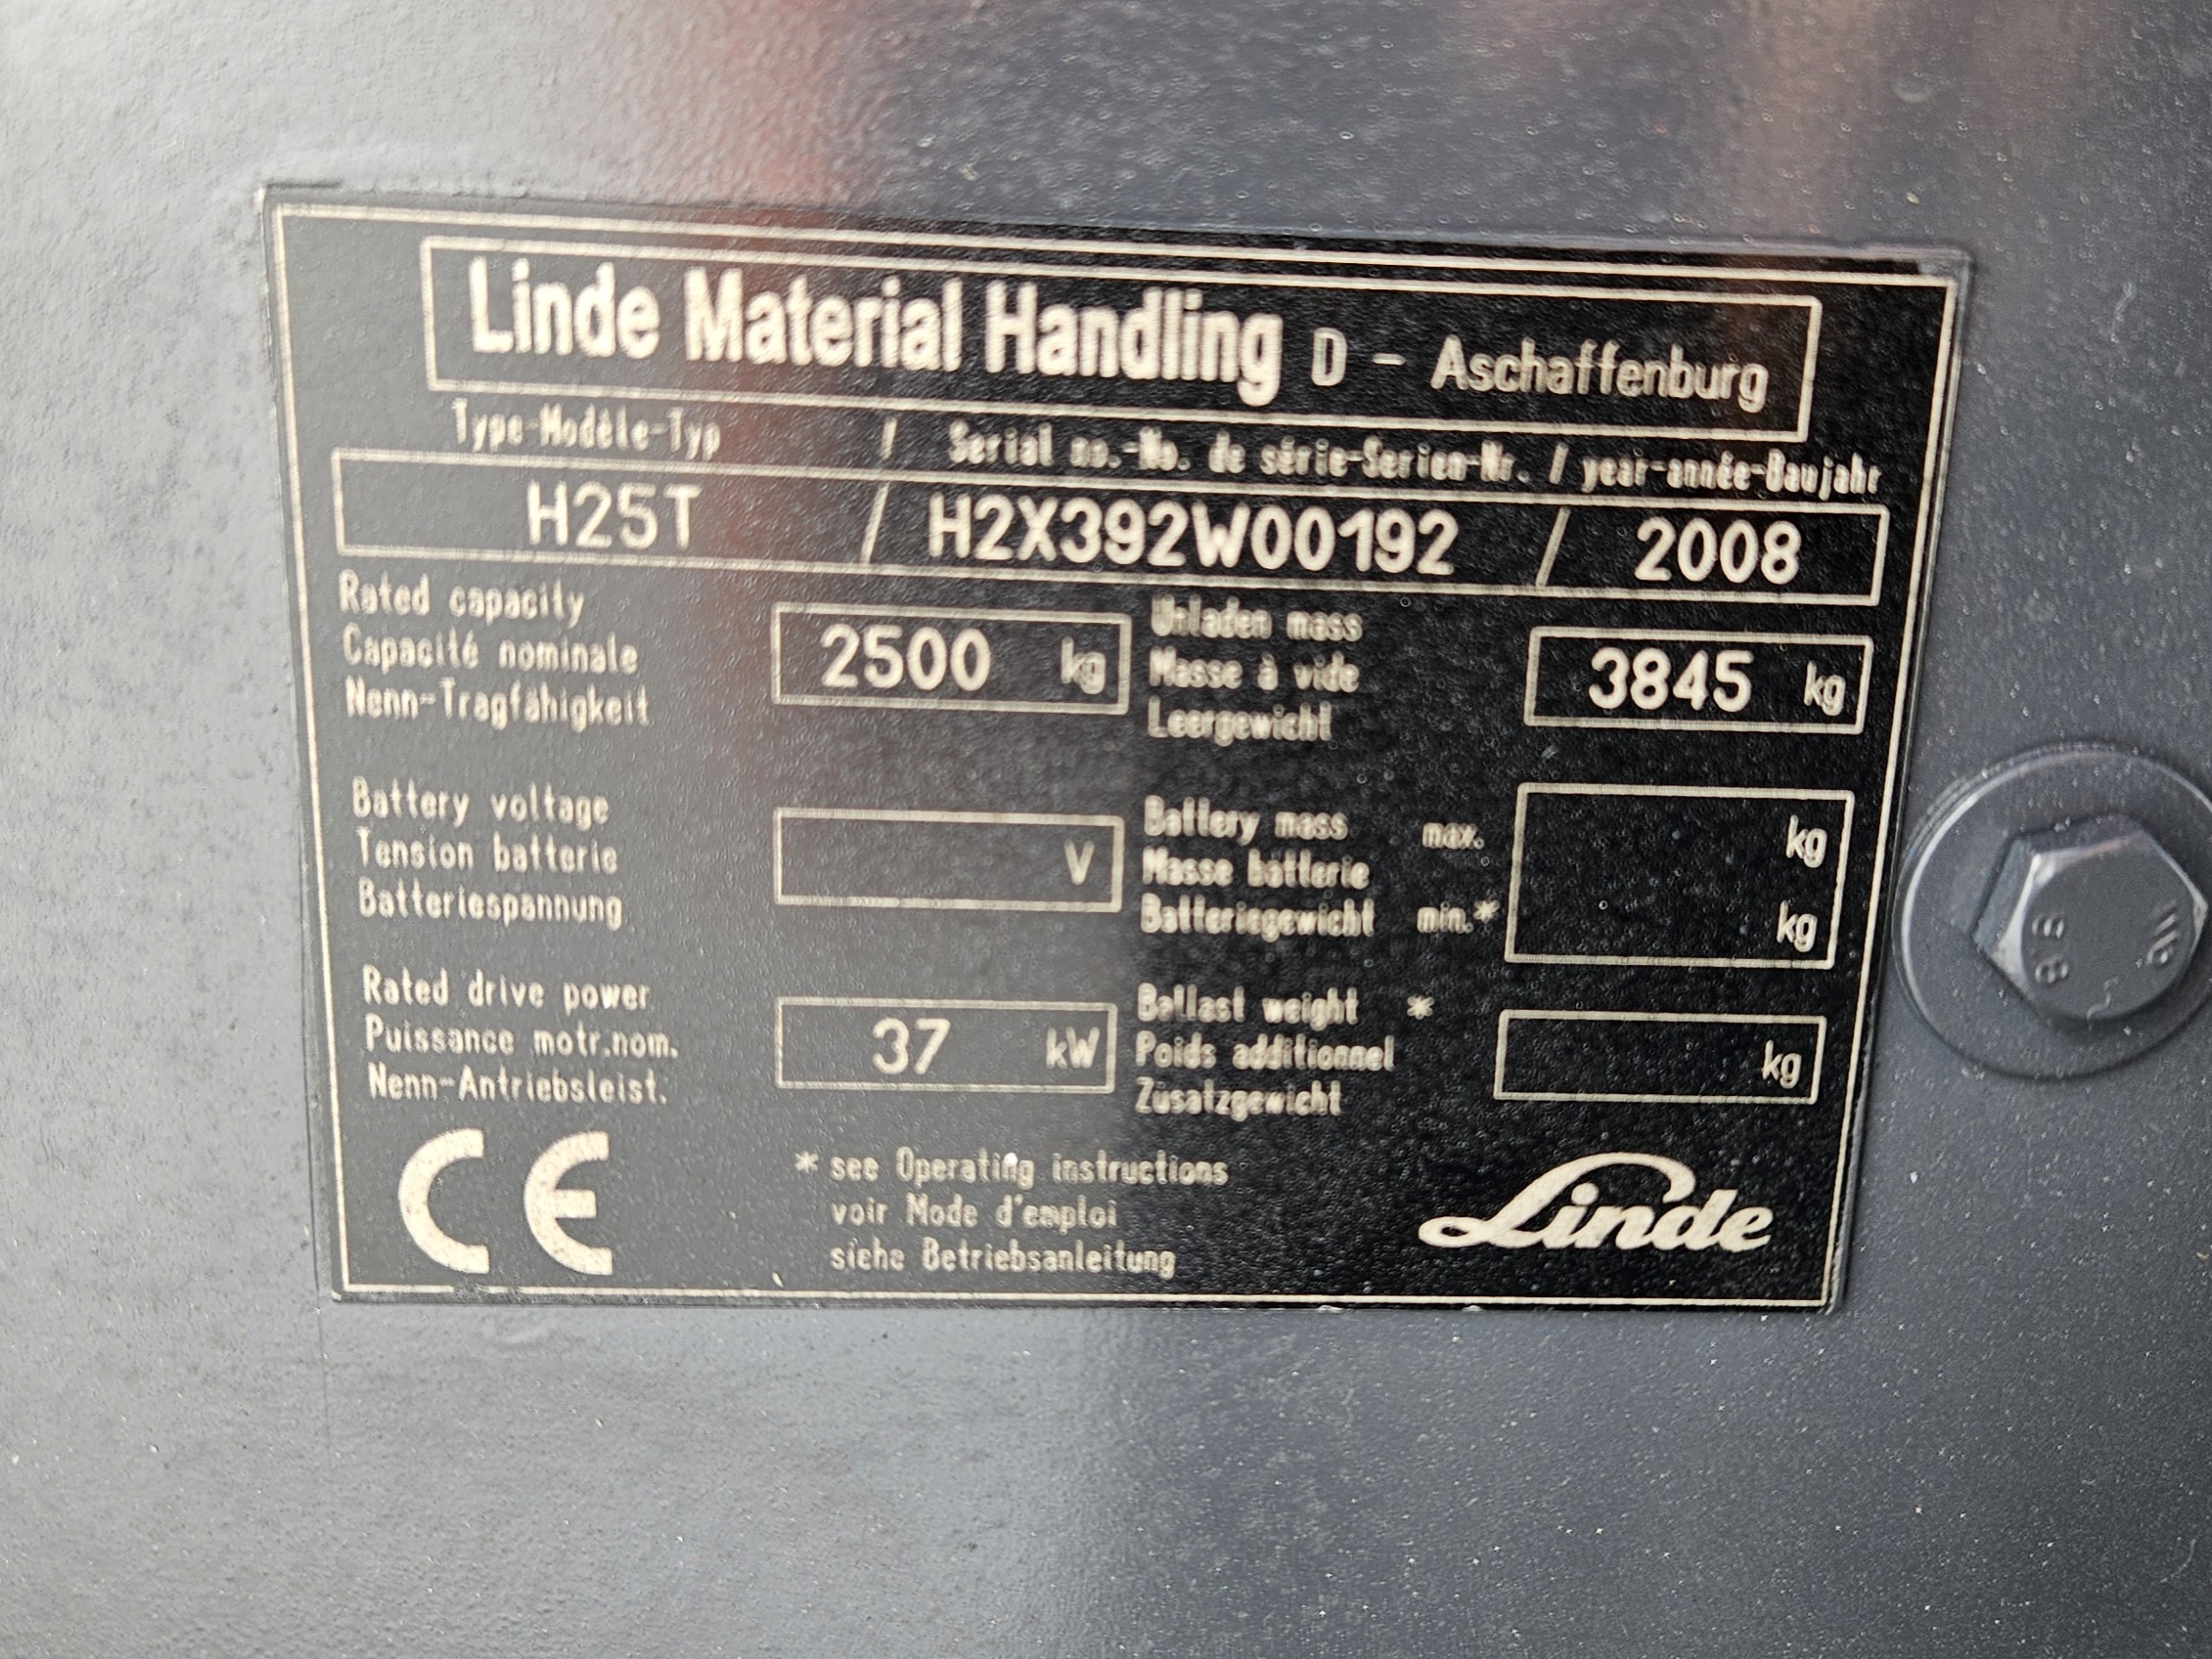 Linde Material Handling D - Aschaffenburg
Type-Modèle-Typ / Serial no.-No. de série-Serien-Nr. / year-année-Baujahr
H25T / H2X392W00192 / 2008
Rated capacity
Capacité nominale
Nenn-Tragfähigkeit
2500 kg
Unladen mass
Masse à vide
Leergewicht
3845 kg
Battery voltage
Tension batterie
Batteriespannung
V
Battery mass max.
Masse batterie
Batteriegewicht min.*
kg
kg
Rated drive power
Puissance motr.nom.
Nenn-Antriebsleist.
37 kW
Ballast weight *
Poids additionnel
Zusatzgewicht
kg
CE
* see Operating instructions
voir Mode d'emploi
siehe Betriebsanleitung
Linde
8.8